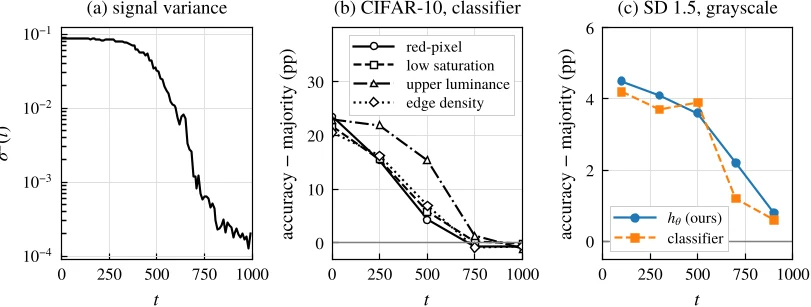 (a) signal variance
10⁻¹
10⁻²
10⁻³
10⁻⁴
0 250 500 750 1000
t
(b) CIFAR-10, classifier
accuracy − majority (pp)
30
20
10
0
red-pixel
low saturation
upper luminance
edge density
0 250 500 750 1000
t
(c) SD 1.5, grayscale
accuracy − majority (pp)
6
4
2
0
hθ (ours)
classifier
0 250 500 750 1000
t